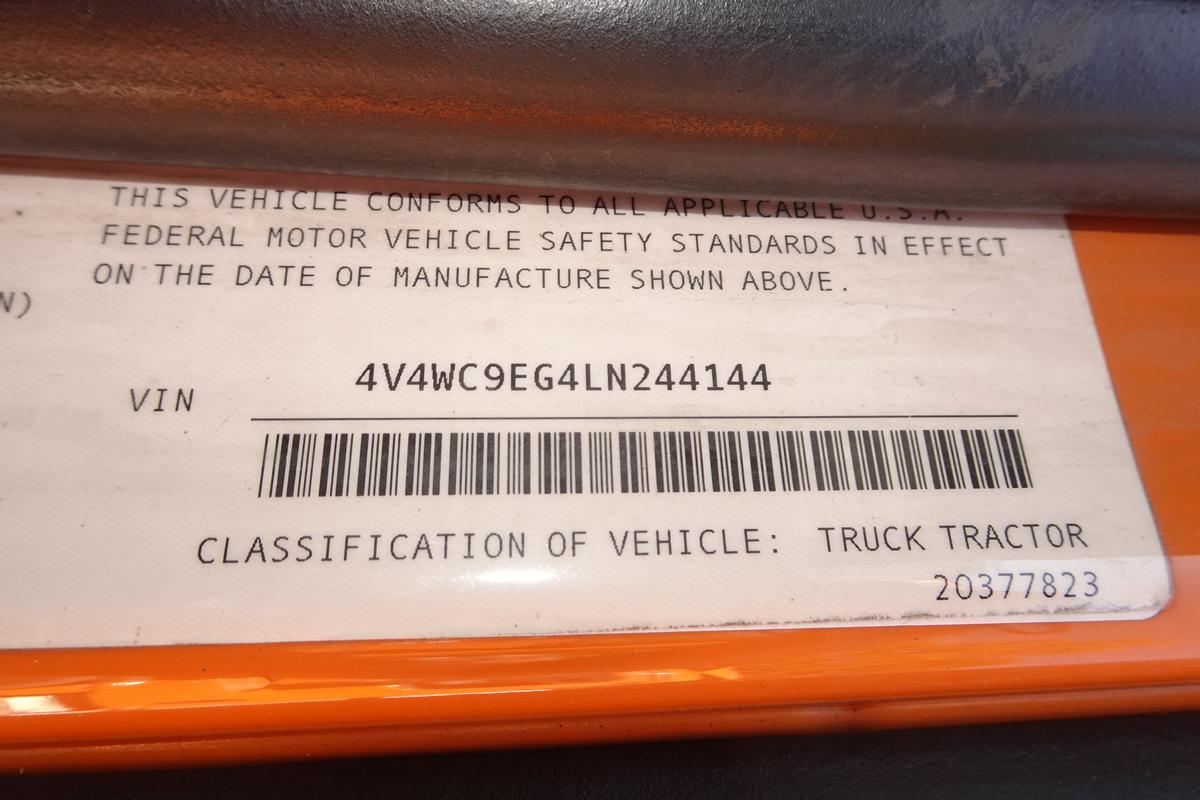 THIS VEHICLE CONFORMS TO ALL APPLICABLE U.S.A.
FEDERAL MOTOR VEHICLE SAFETY STANDARDS IN EFFECT
ON THE DATE OF MANUFACTURE SHOWN ABOVE.
N)
VIN 4V4WC9EG4LN244144
CLASSIFICATION OF VEHICLE: TRUCK TRACTOR
20377823